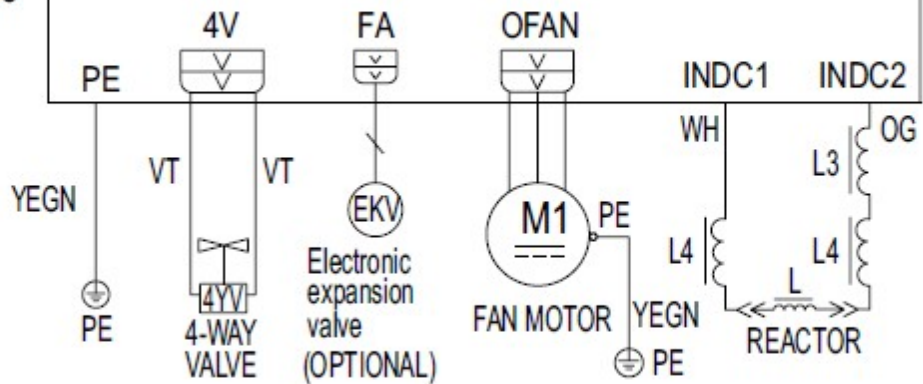 4V
FA
OFAN
PE
INDC1
INDC2
WH
OG
VT
VT
L3
YEGN
EKV
M1
PE
L4
L4
Electronic
expansion
valve
(OPTIONAL)
4YV
4-WAY
VALVE
PE
FAN MOTOR
YEGN
L
REACTOR
PE